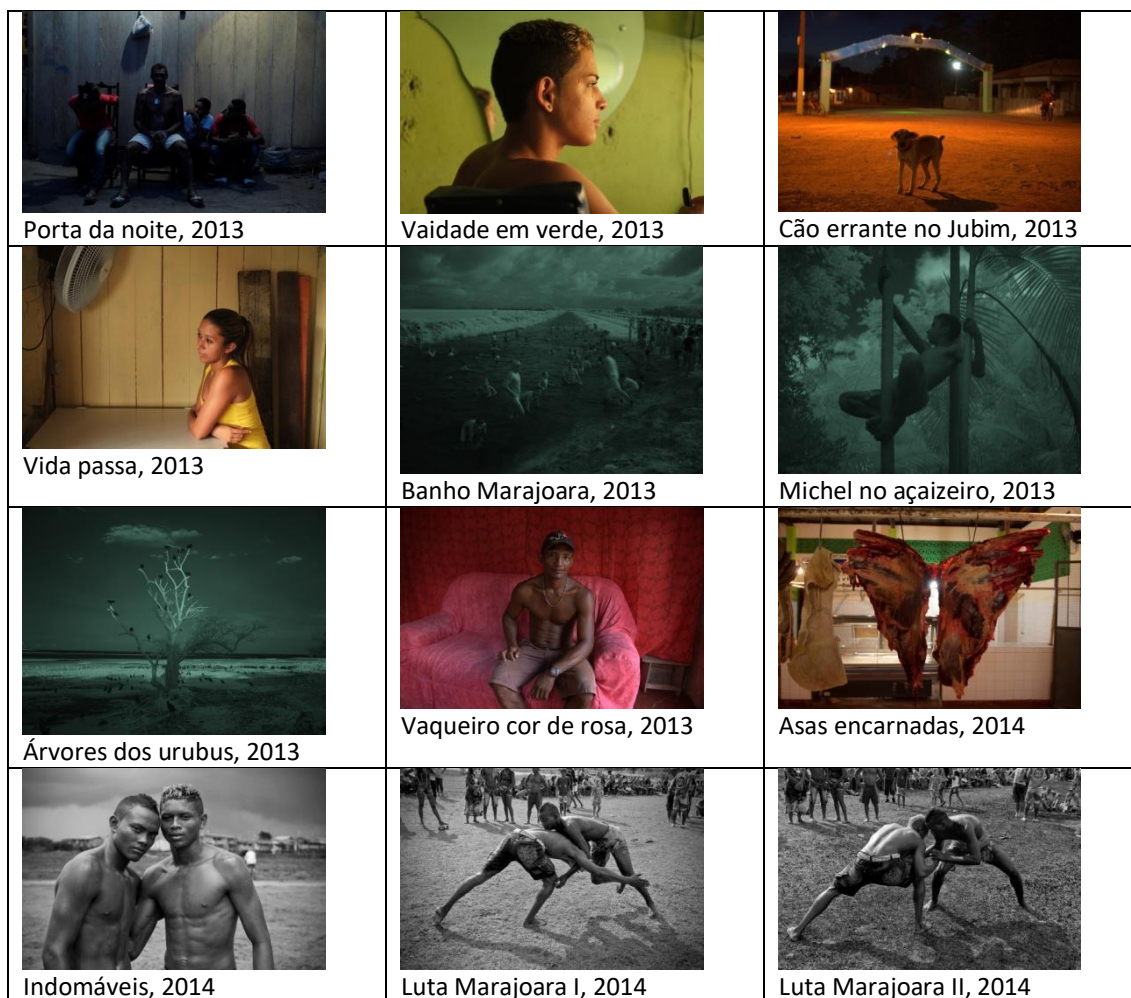 Porta da noite, 2013
Vaidade em verde, 2013
Cão errante no Jubim, 2013
Vida passa, 2013
Banho Marajoara, 2013
Michel no açaizeiro, 2013
Árvores dos urubus, 2013
Vaqueiro cor de rosa, 2013
Asas encarnadas, 2014
Indomáveis, 2014
Luta Marajoara I, 2014
Luta Marajoara II, 2014